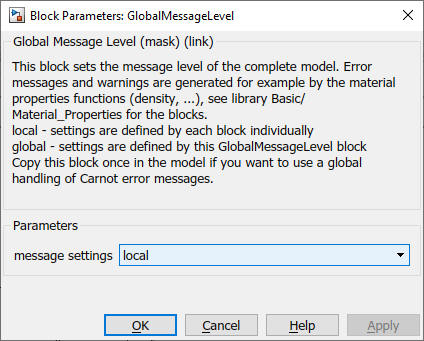 Block Parameters: GlobalMessageLevel
Global Message Level (mask) (link)
This block sets the message level of the complete model. Error
messages and warnings are generated for example by the material
properties functions (density, ...), see library Basic/
Material_Properties for the blocks.
local - settings are defined by each block individually
global - settings are defined by this GlobalMessageLevel block
Copy this block once in the model if you want to use a global
handling of Carnot error messages.
Parameters
message settings local
OK Cancel Help Apply